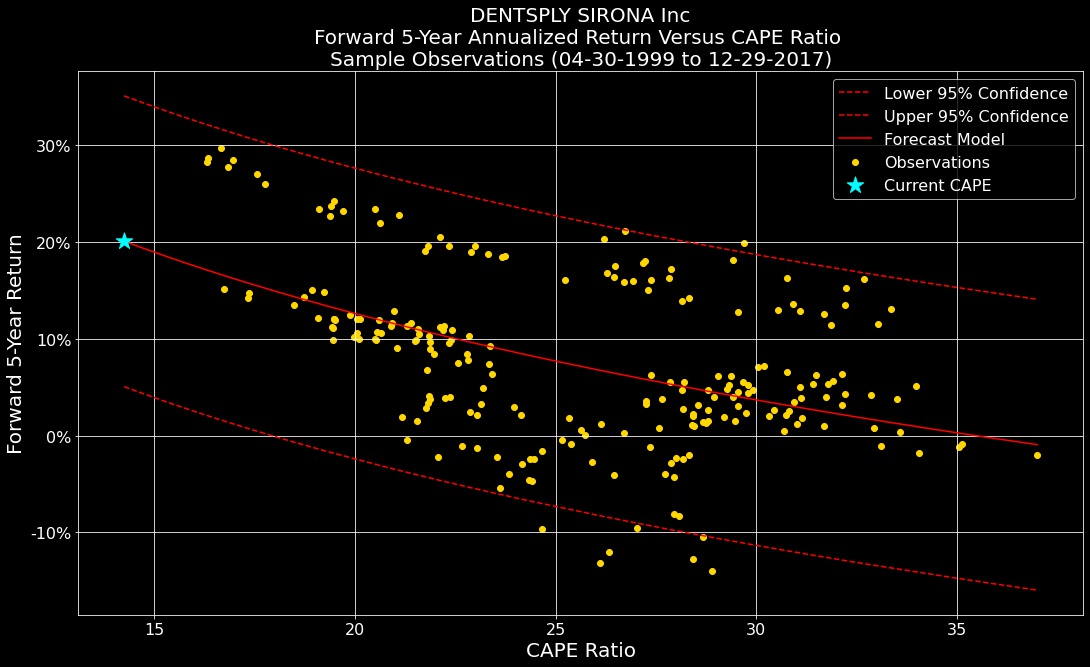 DENTSPLY SIRONA Inc
Forward 5-Year Annualized Return Versus CAPE Ratio
Sample Observations (04-30-1999 to 12-29-2017)
Lower 95% Confidence
Upper 95% Confidence
Forecast Model
Observations
Current CAPE
Forward 5-Year Return
30%
20%
10%
0%
-10%
15
20
25
30
35
CAPE Ratio